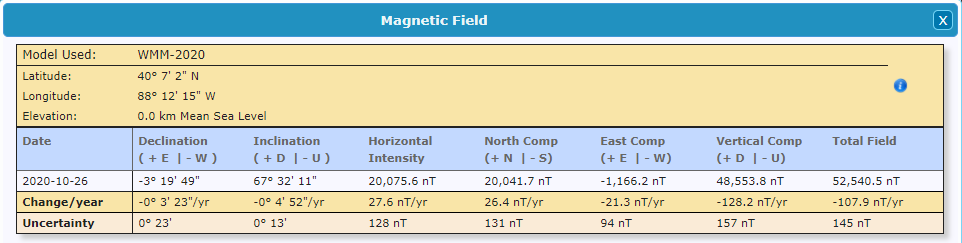 Magnetic Field X
Model Used: WMM-2020
Latitude: 40° 7' 2" N
Longitude: 88° 12' 15" W
Elevation: 0.0 km Mean Sea Level
i
Date Declination Inclination Horizontal North Comp East Comp Vertical Comp Total Field
( + E | - W ) ( + D | - U ) Intensity (+ N | - S) (+ E | - W) (+ D | - U)
2020-10-26 -3° 19' 49" 67° 32' 11" 20,075.6 nT 20,041.7 nT -1,166.2 nT 48,553.8 nT 52,540.5 nT
Change/year -0° 3' 23"/yr -0° 4' 52"/yr 27.6 nT/yr 26.4 nT/yr -21.3 nT/yr -128.2 nT/yr -107.9 nT/yr
Uncertainty 0° 23' 0° 13' 128 nT 131 nT 94 nT 157 nT 145 nT